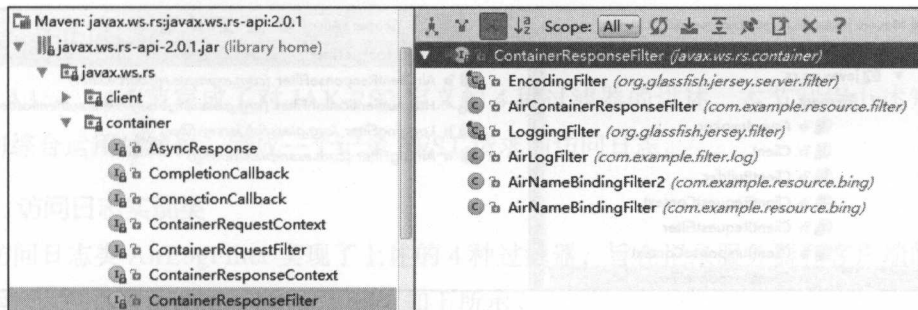 Maven: javax.ws.rs:javax.ws.rs-api:2.0.1
javax.ws.rs-api-2.0.1.jar (library home)
javax.ws.rs
client
container
AsyncResponse
CompletionCallback
ConnectionCallback
ContainerRequestContext
ContainerRequestFilter
ContainerResponseContext
ContainerResponseFilter
Scope: All
ContainerResponseFilter (javax.ws.rs.container)
EncodingFilter (org.glassfish.jersey.server.filter)
AirContainerResponseFilter (com.example.resource.filter)
LoggingFilter (org.glassfish.jersey.filter)
AirLogFilter (com.example.filter.log)
AirNameBindingFilter2 (com.example.resource.bing)
AirNameBindingFilter (com.example.resource.bing)